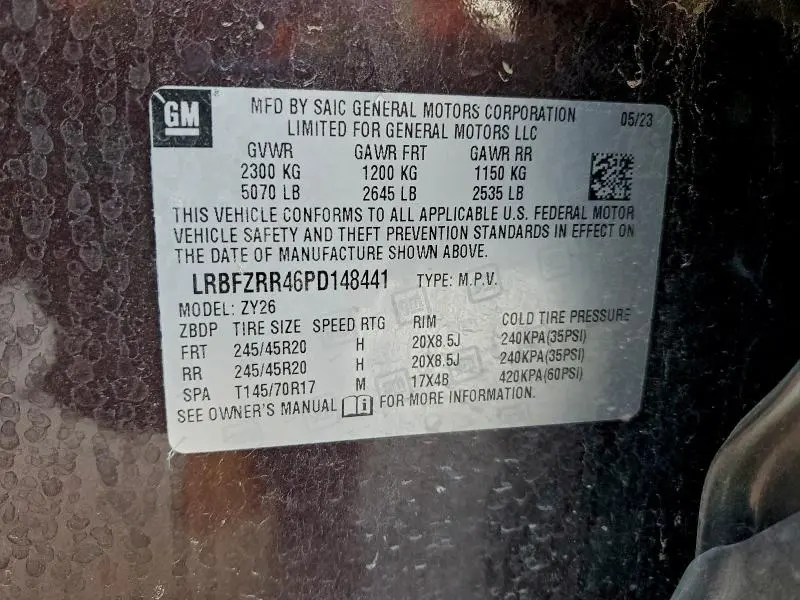 GM
MFD BY SAIC GENERAL MOTORS CORPORATION 05/23
LIMITED FOR GENERAL MOTORS LLC
GVWR GAWR FRT GAWR RR
2300 KG 1200 KG 1150 KG
5070 LB 2645 LB 2535 LB
THIS VEHICLE CONFORMS TO ALL APPLICABLE U.S. FEDERAL MOTOR
VEHICLE SAFETY AND THEFT PREVENTION STANDARDS IN EFFECT ON
THE DATE OF MANUFACTURE SHOWN ABOVE.
LRBFZRR46PD148441 TYPE: M.P.V.
MODEL: ZY26
ZBDP TIRE SIZE SPEED RTG RIM COLD TIRE PRESSURE
FRT 245/45R20 H 20X8.5J 240KPA(35PSI)
RR 245/45R20 H 20X8.5J 240KPA(35PSI)
SPA T145/70R17 M 17X4B 420KPA(60PSI)
SEE OWNER'S MANUAL FOR MORE INFORMATION.